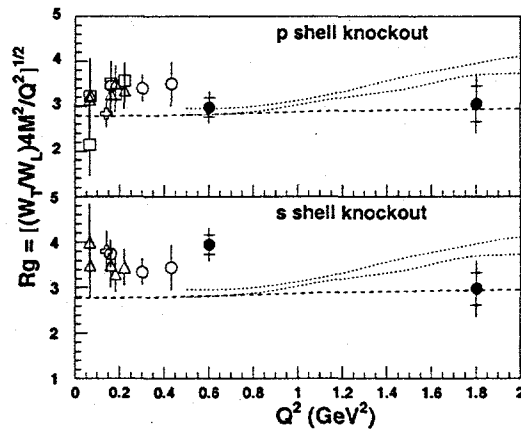 5
p shell knockout
4
3
2
1
5
s shell knockout
4
3
2
1
0 0.2 0.4 0.6 0.8 1 1.2 1.4 1.6 1.8 2
Q² (GeV²)
Rg = [(W_T/W_L)4M²/Q²]^1/2